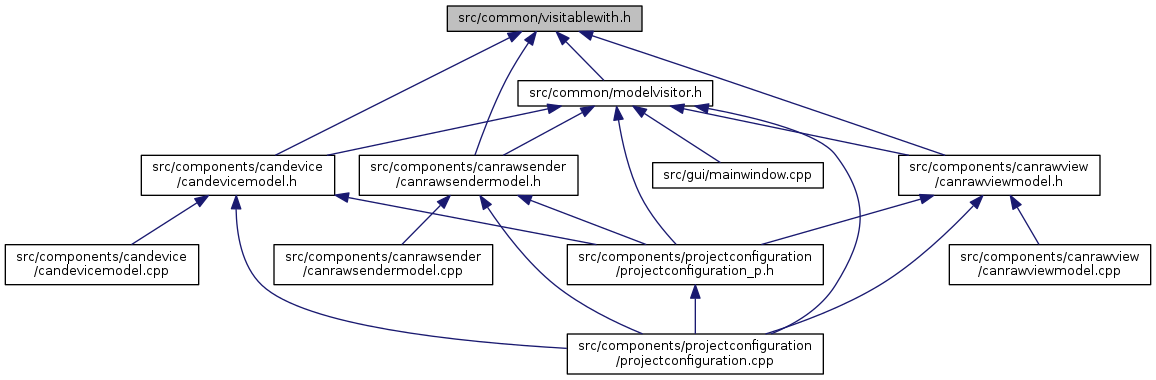 src/common/visitablewith.h
src/common/modelvisitor.h
src/components/candevice
/candevicemodel.h
src/components/canrawsender
/canrawsendermodel.h
src/gui/mainwindow.cpp
src/components/canrawview
/canrawviewmodel.h
src/components/candevice
/candevicemodel.cpp
src/components/canrawsender
/canrawsendermodel.cpp
src/components/projectconfiguration
/projectconfiguration_p.h
src/components/canrawview
/canrawviewmodel.cpp
src/components/projectconfiguration
/projectconfiguration.cpp